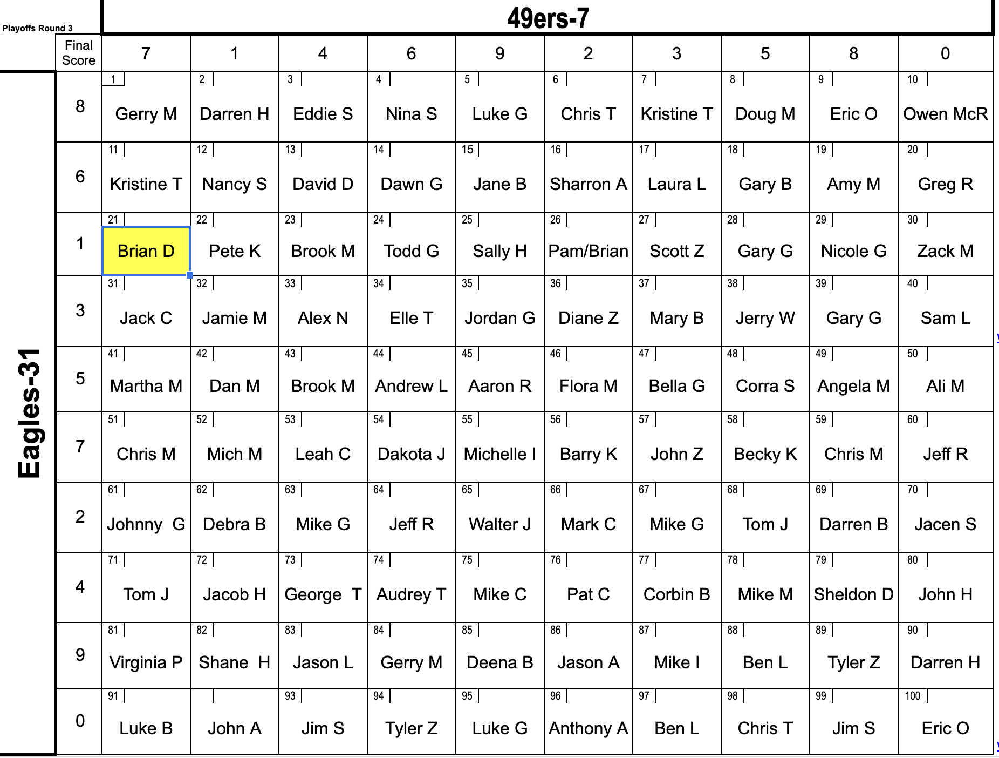 49ers-7
Playoffs Round 3
Final Score 7 1 4 6 9 2 3 5 8 0
Eagles-31
1 2 3 4 5 6 7 8 9 10
8 Gerry M Darren H Eddie S Nina S Luke G Chris T Kristine T Doug M Eric O Owen McR
11 12 13 14 15 16 17 18 19 20
6 Kristine T Nancy S David D Dawn G Jane B Sharron A Laura L Gary B Amy M Greg R
21 22 23 24 25 26 27 28 29 30
1 Brian D Pete K Brook M Todd G Sally H Pam/Brian Scott Z Gary G Nicole G Zack M
31 32 33 34 35 36 37 38 39 40
3 Jack C Jamie M Alex N Elle T Jordan G Diane Z Mary B Jerry W Gary G Sam L
41 42 43 44 45 46 47 48 49 50
5 Martha M Dan M Brook M Andrew L Aaron R Flora M Bella G Corra S Angela M Ali M
51 52 53 54 55 56 57 58 59 60
7 Chris M Mich M Leah C Dakota J Michelle I Barry K John Z Becky K Chris M Jeff R
61 62 63 64 65 66 67 68 69 70
2 Johnny G Debra B Mike G Jeff R Walter J Mark C Mike G Tom J Darren B Jacen S
71 72 73 74 75 76 77 78 79 80
4 Tom J Jacob H George T Audrey T Mike C Pat C Corbin B Mike M Sheldon D John H
81 82 83 84 85 86 87 88 89 90
9 Virginia P Shane H Jason L Gerry M Deena B Jason A Mike I Ben L Tyler Z Darren H
91 93 94 95 96 97 98 99 100
0 Luke B John A Jim S Tyler Z Luke G Anthony A Ben L Chris T Jim S Eric O